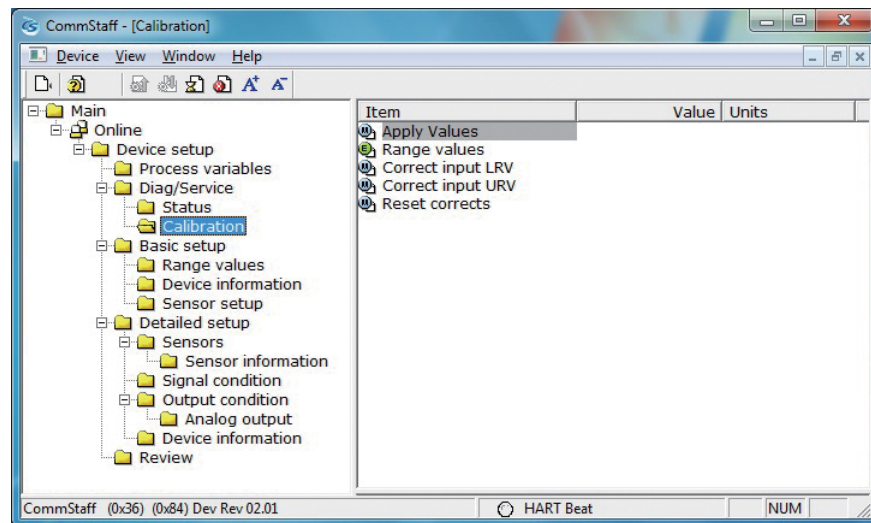 CommStaff - [Calibration]
Device View Window Help
Main
Online
Device setup
Process variables
Diag/Service
Status
Calibration
Basic setup
Range values
Device information
Sensor setup
Detailed setup
Sensors
Sensor information
Signal condition
Output condition
Analog output
Device information
Review
Item Value Units
Apply Values
Range values
Correct input LRV
Correct input URV
Reset corrects
CommStaff (0x36) (0x84) Dev Rev 02.01 HART Beat NUM